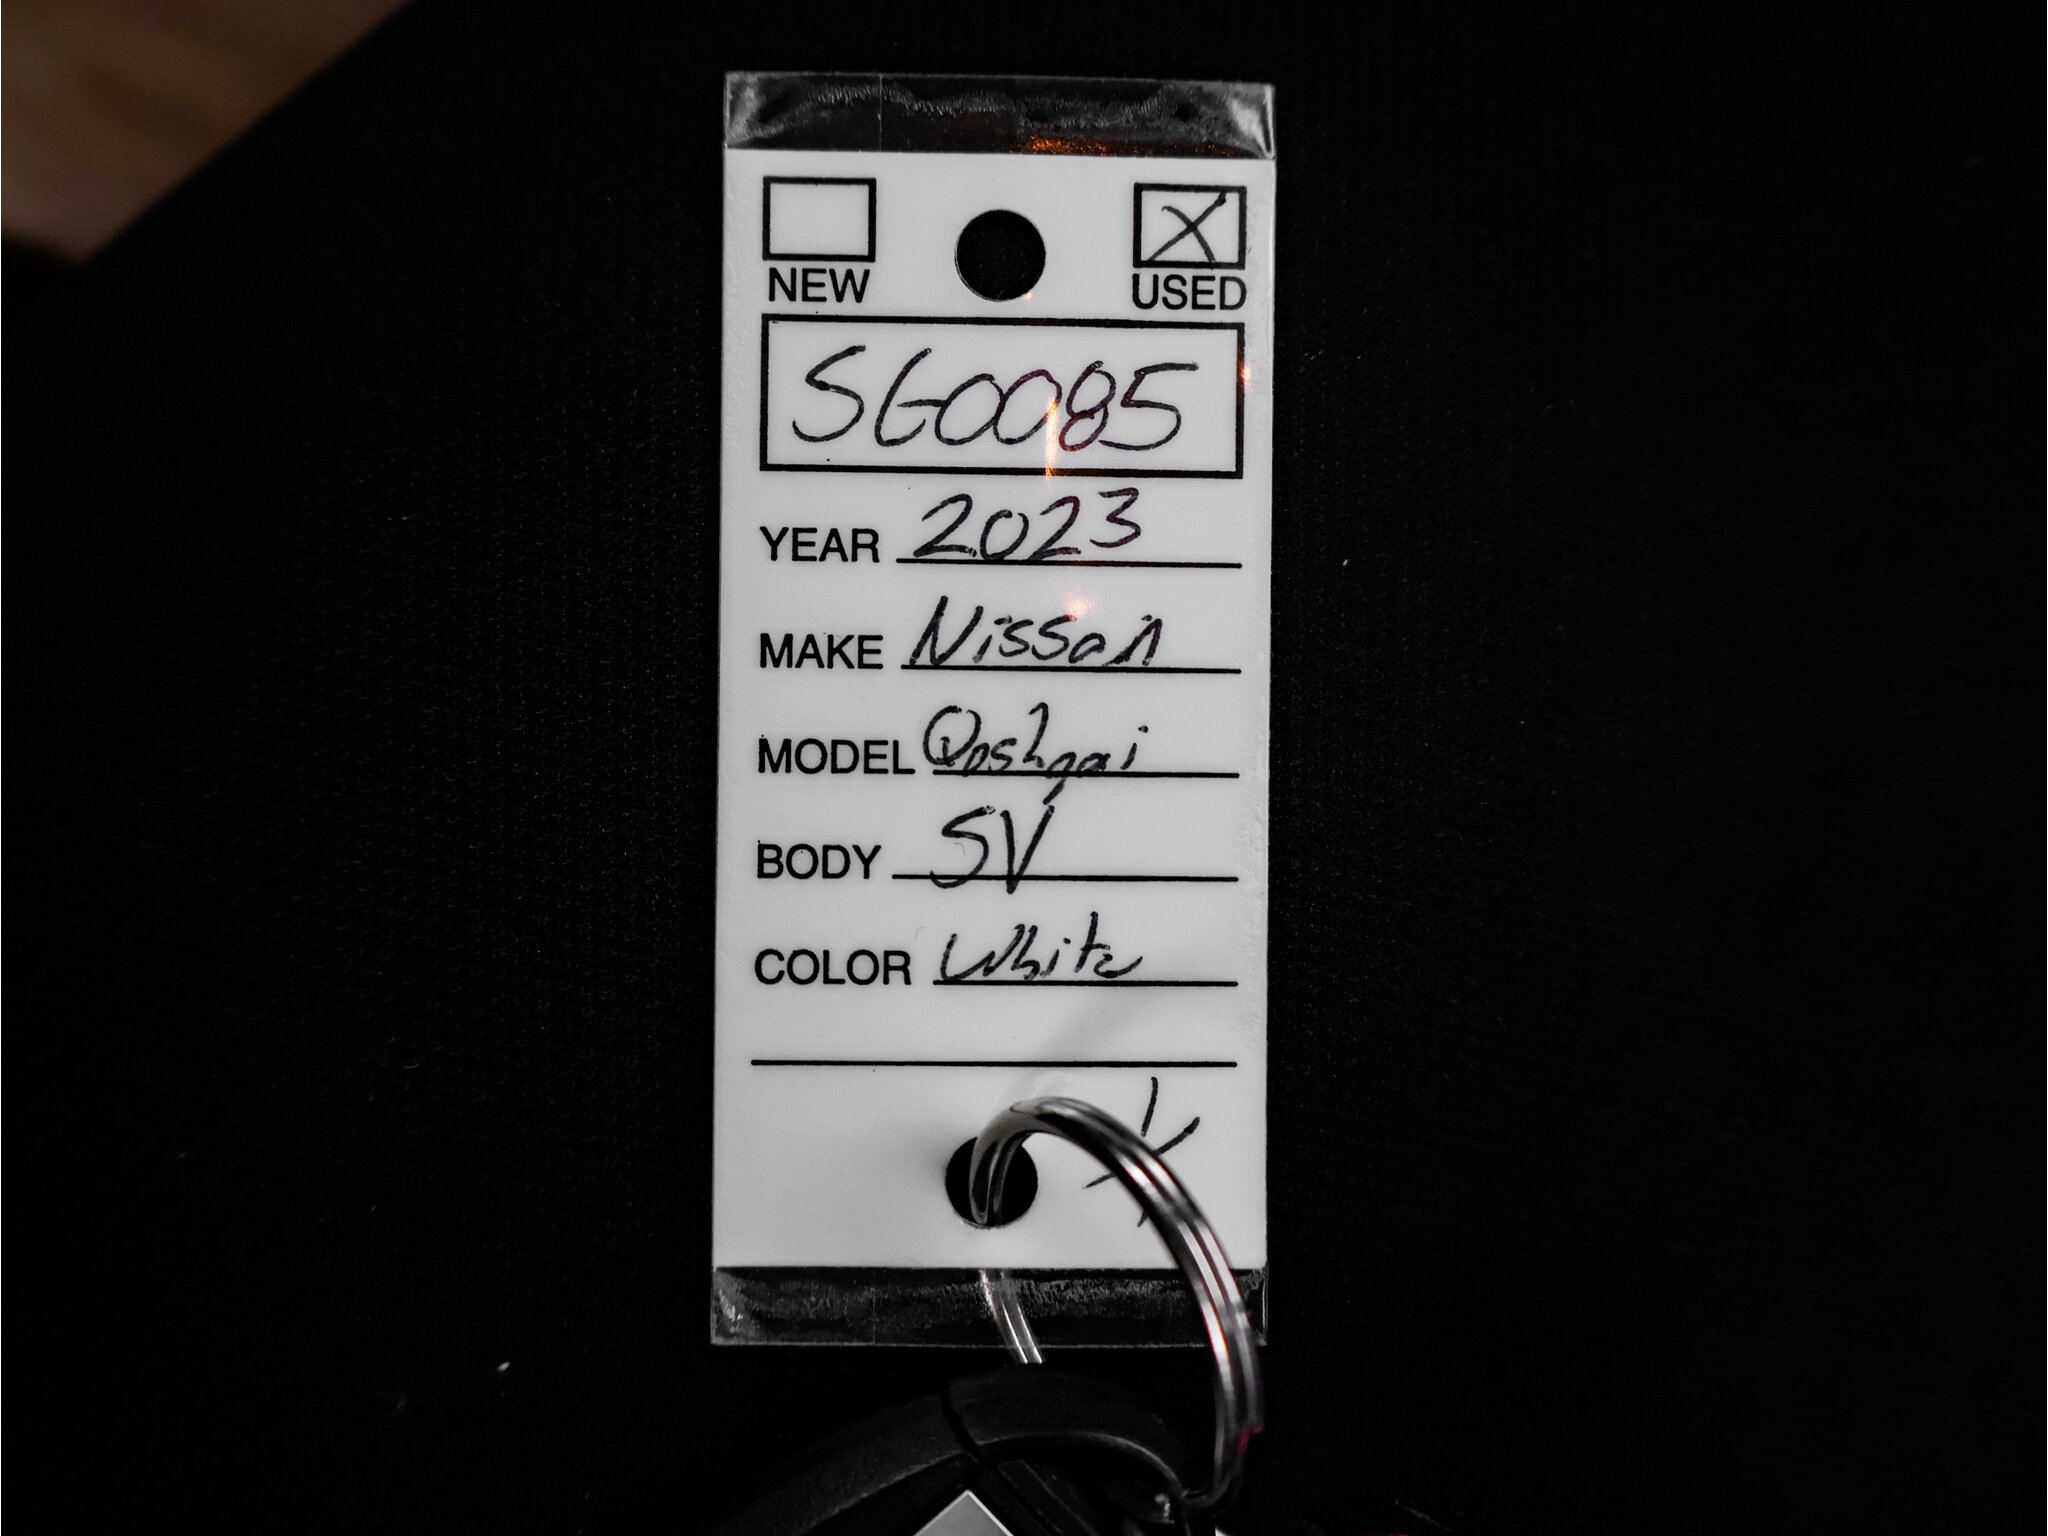 NEW USED
SG0085
YEAR 2023
MAKE Nissan
MODEL Qashqai
BODY SV
COLOR White